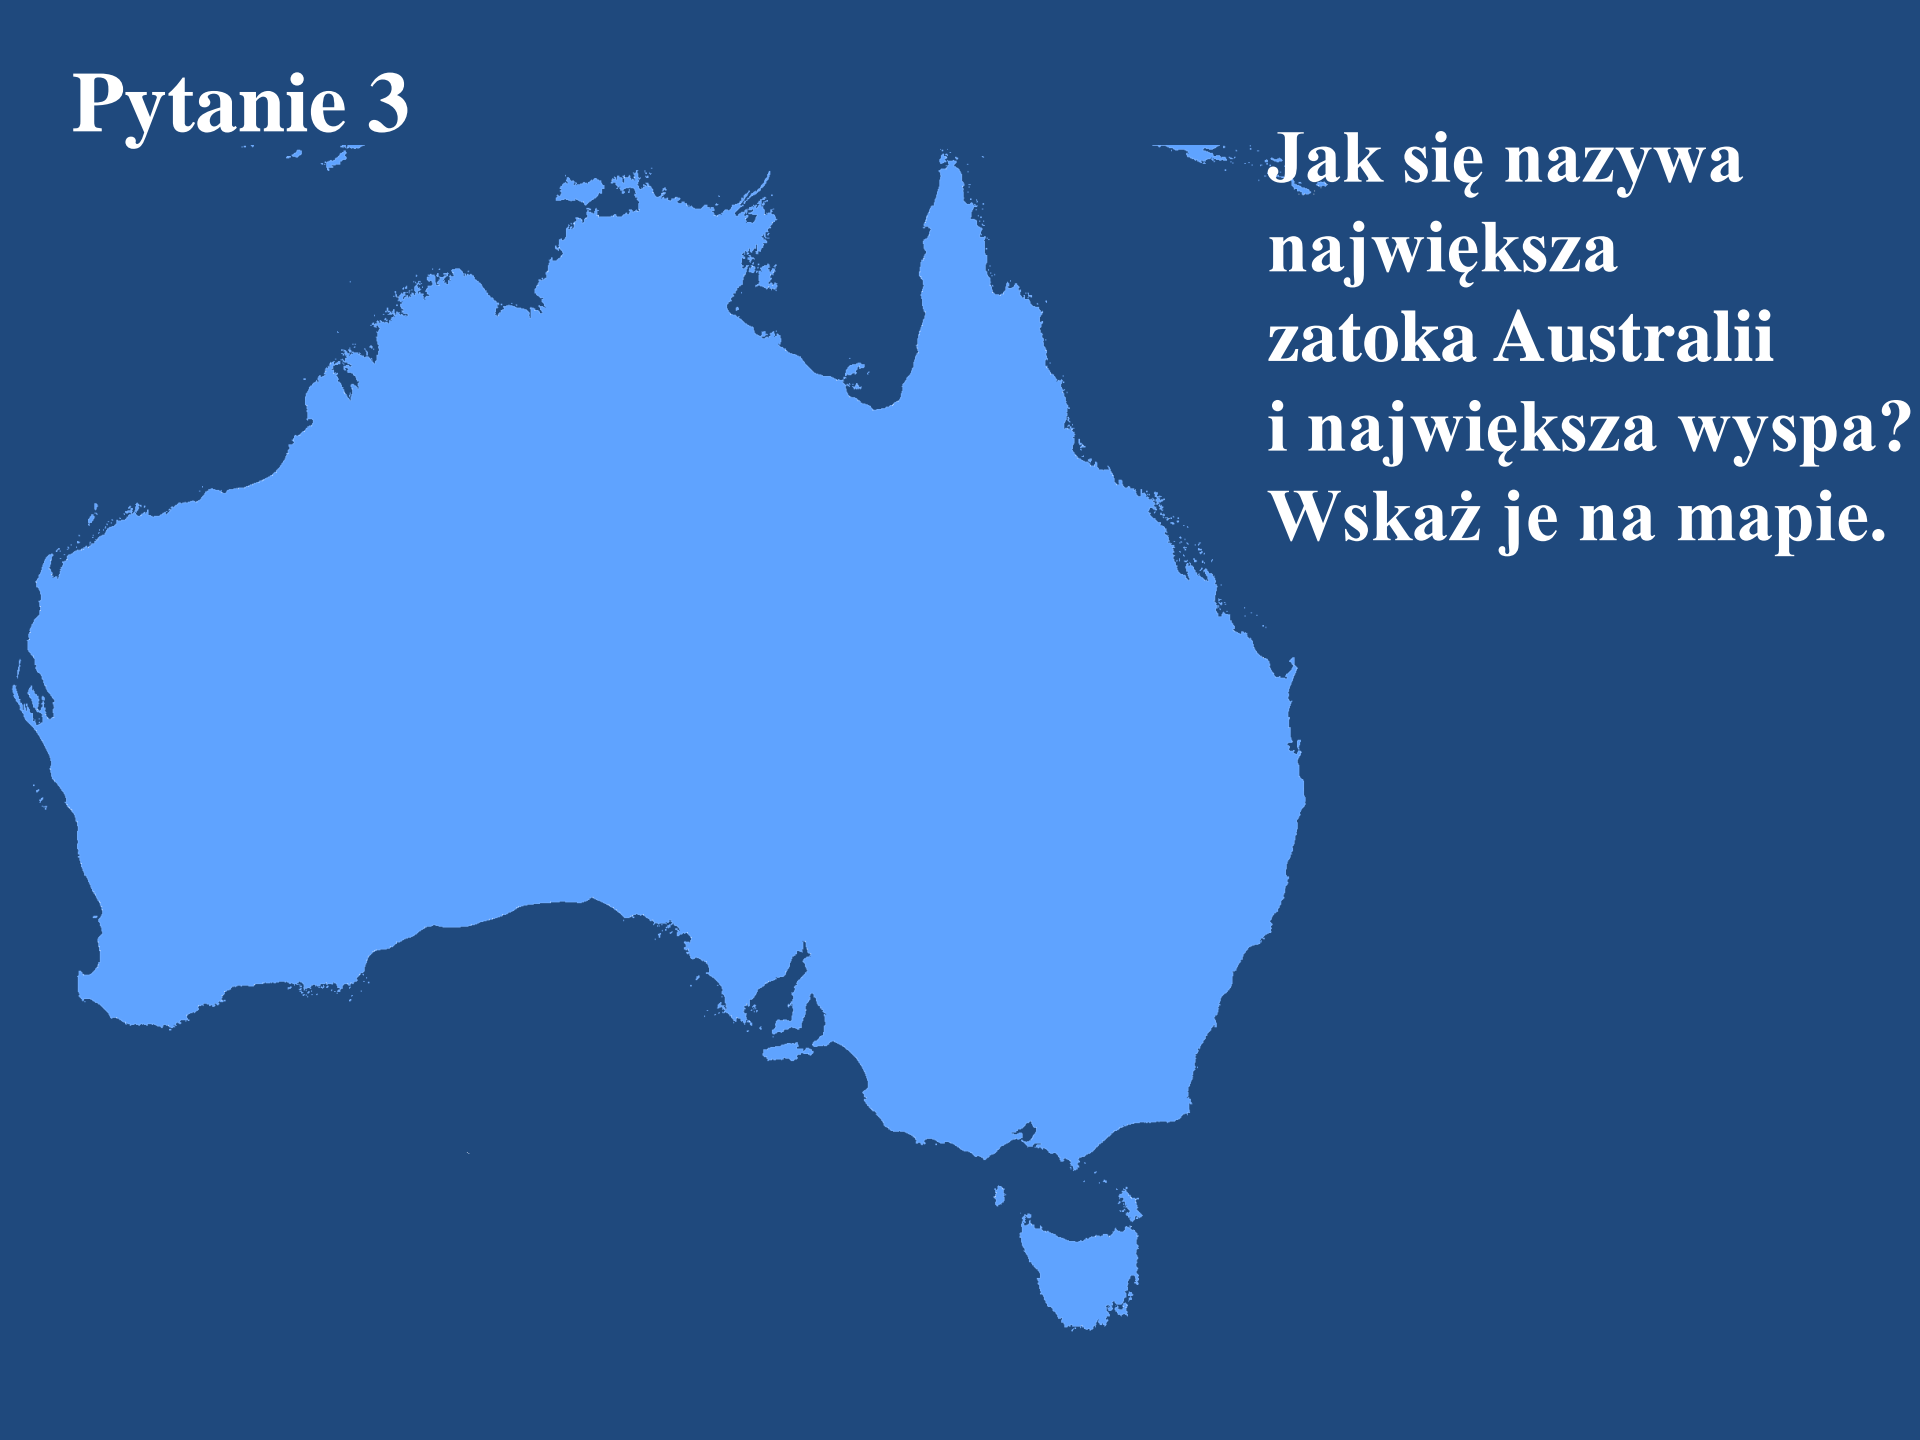 Pytanie 3
Jak się nazywa
największa
zatoka Australii
i największa wyspa?
Wskaż je na mapie.